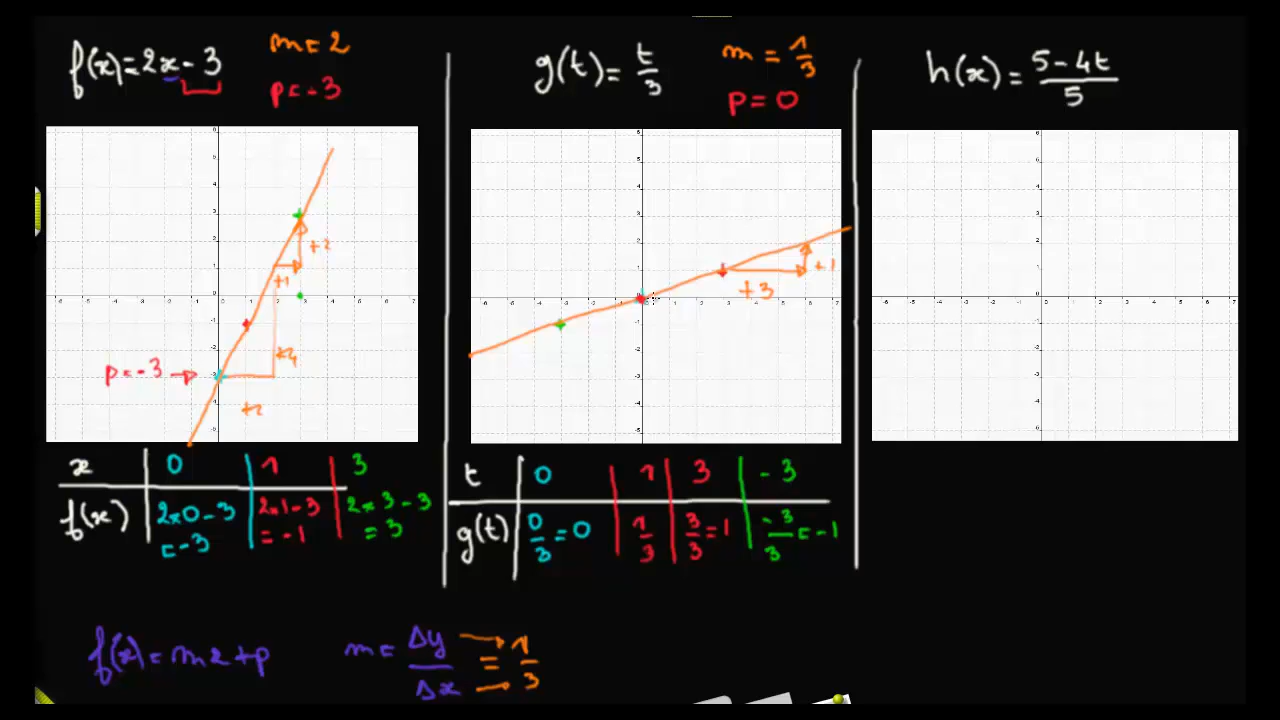 f(x)=2x-3
m=2
p=-3
+2
+1
+4
+2
p=-3
x 0 1 3
f(x) 2×0-3 2×1-3 2×3-3
=-3 =-1 =3
g(t)=t/3
m=1/3
p=0
+1
+3
t 0 1 3 -3
g(t) 0/3=0 1/3 3/3=1 -3/3=-1
h(x)=5-4t/5
f(x)=mx+p
m=Δy/Δx=1/3